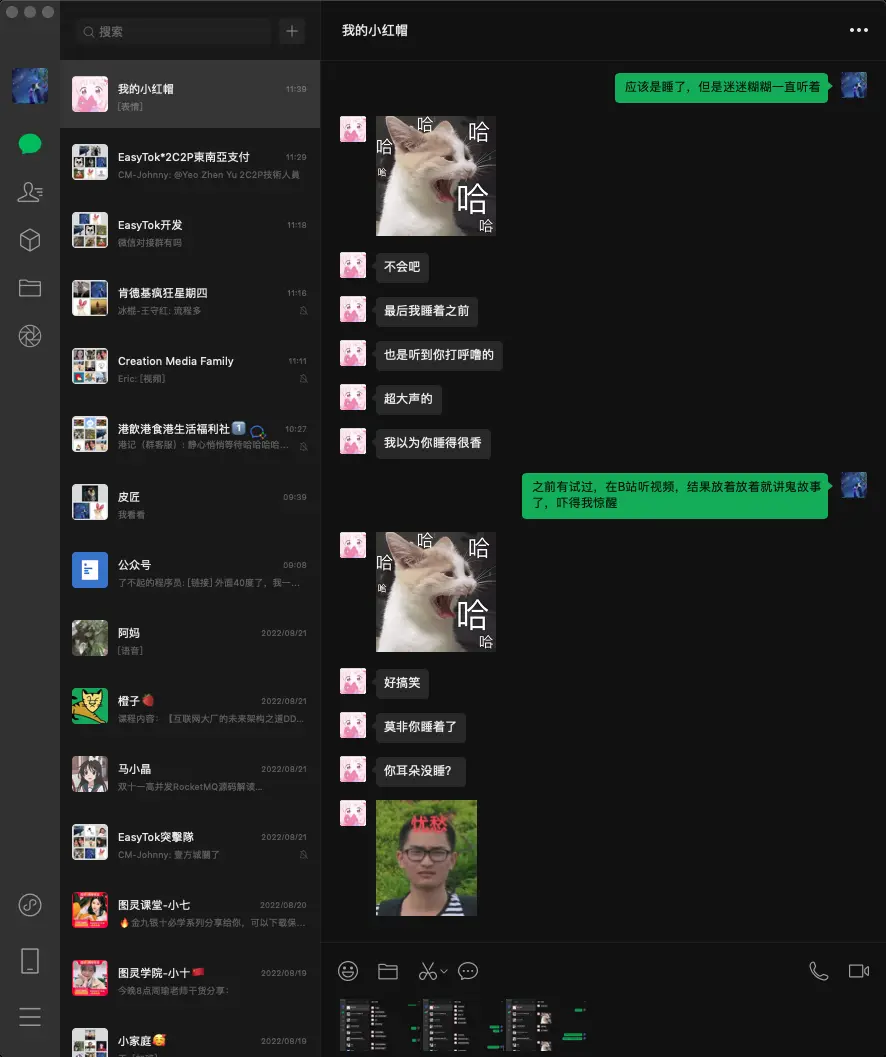 搜索
我的小红帽
11:39
[表情]
EasyTok*2C2P東南亞支付
11:29
CM-Johnny: @Yeo Zhen Yu 2C2P技術人員
EasyTok开发
11:18
微信对接群有吗
肯德基疯狂星期四
11:16
冰棍-王守红: 流程多
Creation Media Family
11:11
Eric: [视频]
港飲港食港生活福利社1
10:27
港记（群客服）: 静心悄悄等待哈哈哈哈...
皮匠
09:39
我看看
公众号
09:08
了不起的程序员: [链接] 外面40度了，我一...
阿妈
2022/08/21
[语音]
橙子🍓
2022/08/21
课程内容：【互联网大厂的未来架构之道DD...
马小晶
2022/08/21
双十一高并发RocketMQ源码解读...
EasyTok突擊隊
2022/08/21
CM-Johnny: 壹方城關了
图灵课堂-小七
2022/08/20
🔥金九银十必学系列分享给你，可以下载保...
图灵学院-小十
2022/08/19
今晚8点周瑜老师干货分享:
小家庭🥰
2022/08/19
我的小红帽
应该是睡了，但是迷迷糊糊一直听着
哈
哈
哈
哈
哈
哈
不会吧
最后我睡着之前
也是听到你打呼噜的
超大声的
我以为你睡得很香
之前有试过，在B站听视频，结果放着放着就讲鬼故事
了，吓得我惊醒
哈
哈
哈
哈
哈
哈
好搞笑
莫非你睡着了
你耳朵没睡？
忧愁